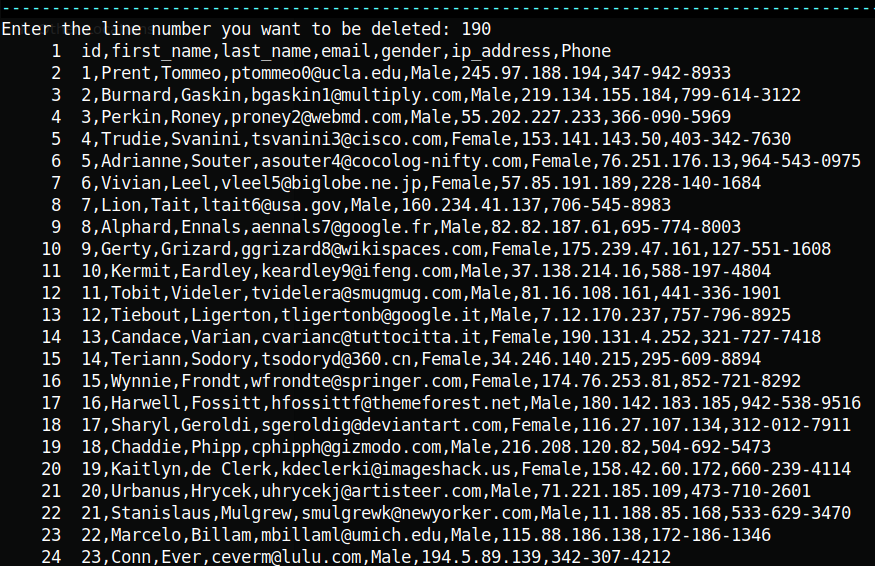 Enter the line number you want to be deleted: 190
1 id,first_name,last_name,email,gender,ip_address,Phone
2 1,Prent,Tommeo,ptommeo0@ucla.edu,Male,245.97.188.194,347-942-8933
3 2,Burnard,Gaskin,bgaskin1@multiply.com,Male,219.134.155.184,799-614-3122
4 3,Perkin,Roney,proney2@webmd.com,Male,55.202.227.233,366-090-5969
5 4,Trudie,Svanini,tsvanini3@cisco.com,Female,153.141.143.50,403-342-7630
6 5,Adrianne,Souter,asouter4@cocolog-nifty.com,Female,76.251.176.13,964-543-0975
7 6,Vivian,Leel,vleel5@biglobe.ne.jp,Female,57.85.191.189,228-140-1684
8 7,Lion,Tait,ltait6@usa.gov,Male,160.234.41.137,706-545-8983
9 8,Alphard,Ennals,aennals7@google.fr,Male,82.82.187.61,695-774-8003
10 9,Gerty,Grizard,ggrizard8@wikispaces.com,Female,175.239.47.161,127-551-1608
11 10,Kermit,Eardley,keardley9@ifeng.com,Male,37.138.214.16,588-197-4804
12 11,Tobit,Videler,tvidelera@smugmug.com,Male,81.16.108.161,441-336-1901
13 12,Tiebout,Ligerton,tligertonb@google.it,Male,7.12.170.237,757-796-8925
14 13,Candace,Varian,cvarianc@tuttocitta.it,Female,190.131.4.252,321-727-7418
15 14,Teriann,Sodory,tsodoryd@360.cn,Female,34.246.140.215,295-609-8894
16 15,Wynnie,Frondt,wfrondte@springer.com,Female,174.76.253.81,852-721-8292
17 16,Harwell,Fossitt,hfossittf@themeforest.net,Male,180.142.183.185,942-538-9516
18 17,Sharyl,Geroldi,sgeroldig@deviantart.com,Female,116.27.107.134,312-012-7911
19 18,Chaddie,Phipp,cphipph@gizmodo.com,Male,216.208.120.82,504-692-5473
20 19,Kaitlyn,de Clerk,kdeclerki@imageshack.us,Female,158.42.60.172,660-239-4114
21 20,Urbanus,Hrycek,uhrycekj@artisteer.com,Male,71.221.185.109,473-710-2601
22 21,Stanislaus,Mulgrew,smulgrewk@newyorker.com,Male,11.188.85.168,533-629-3470
23 22,Marcelo,Billam,mbillaml@umich.edu,Male,115.88.186.138,172-186-1346
24 23,Conn,Ever,ceverm@lulu.com,Male,194.5.89.139,342-307-4212